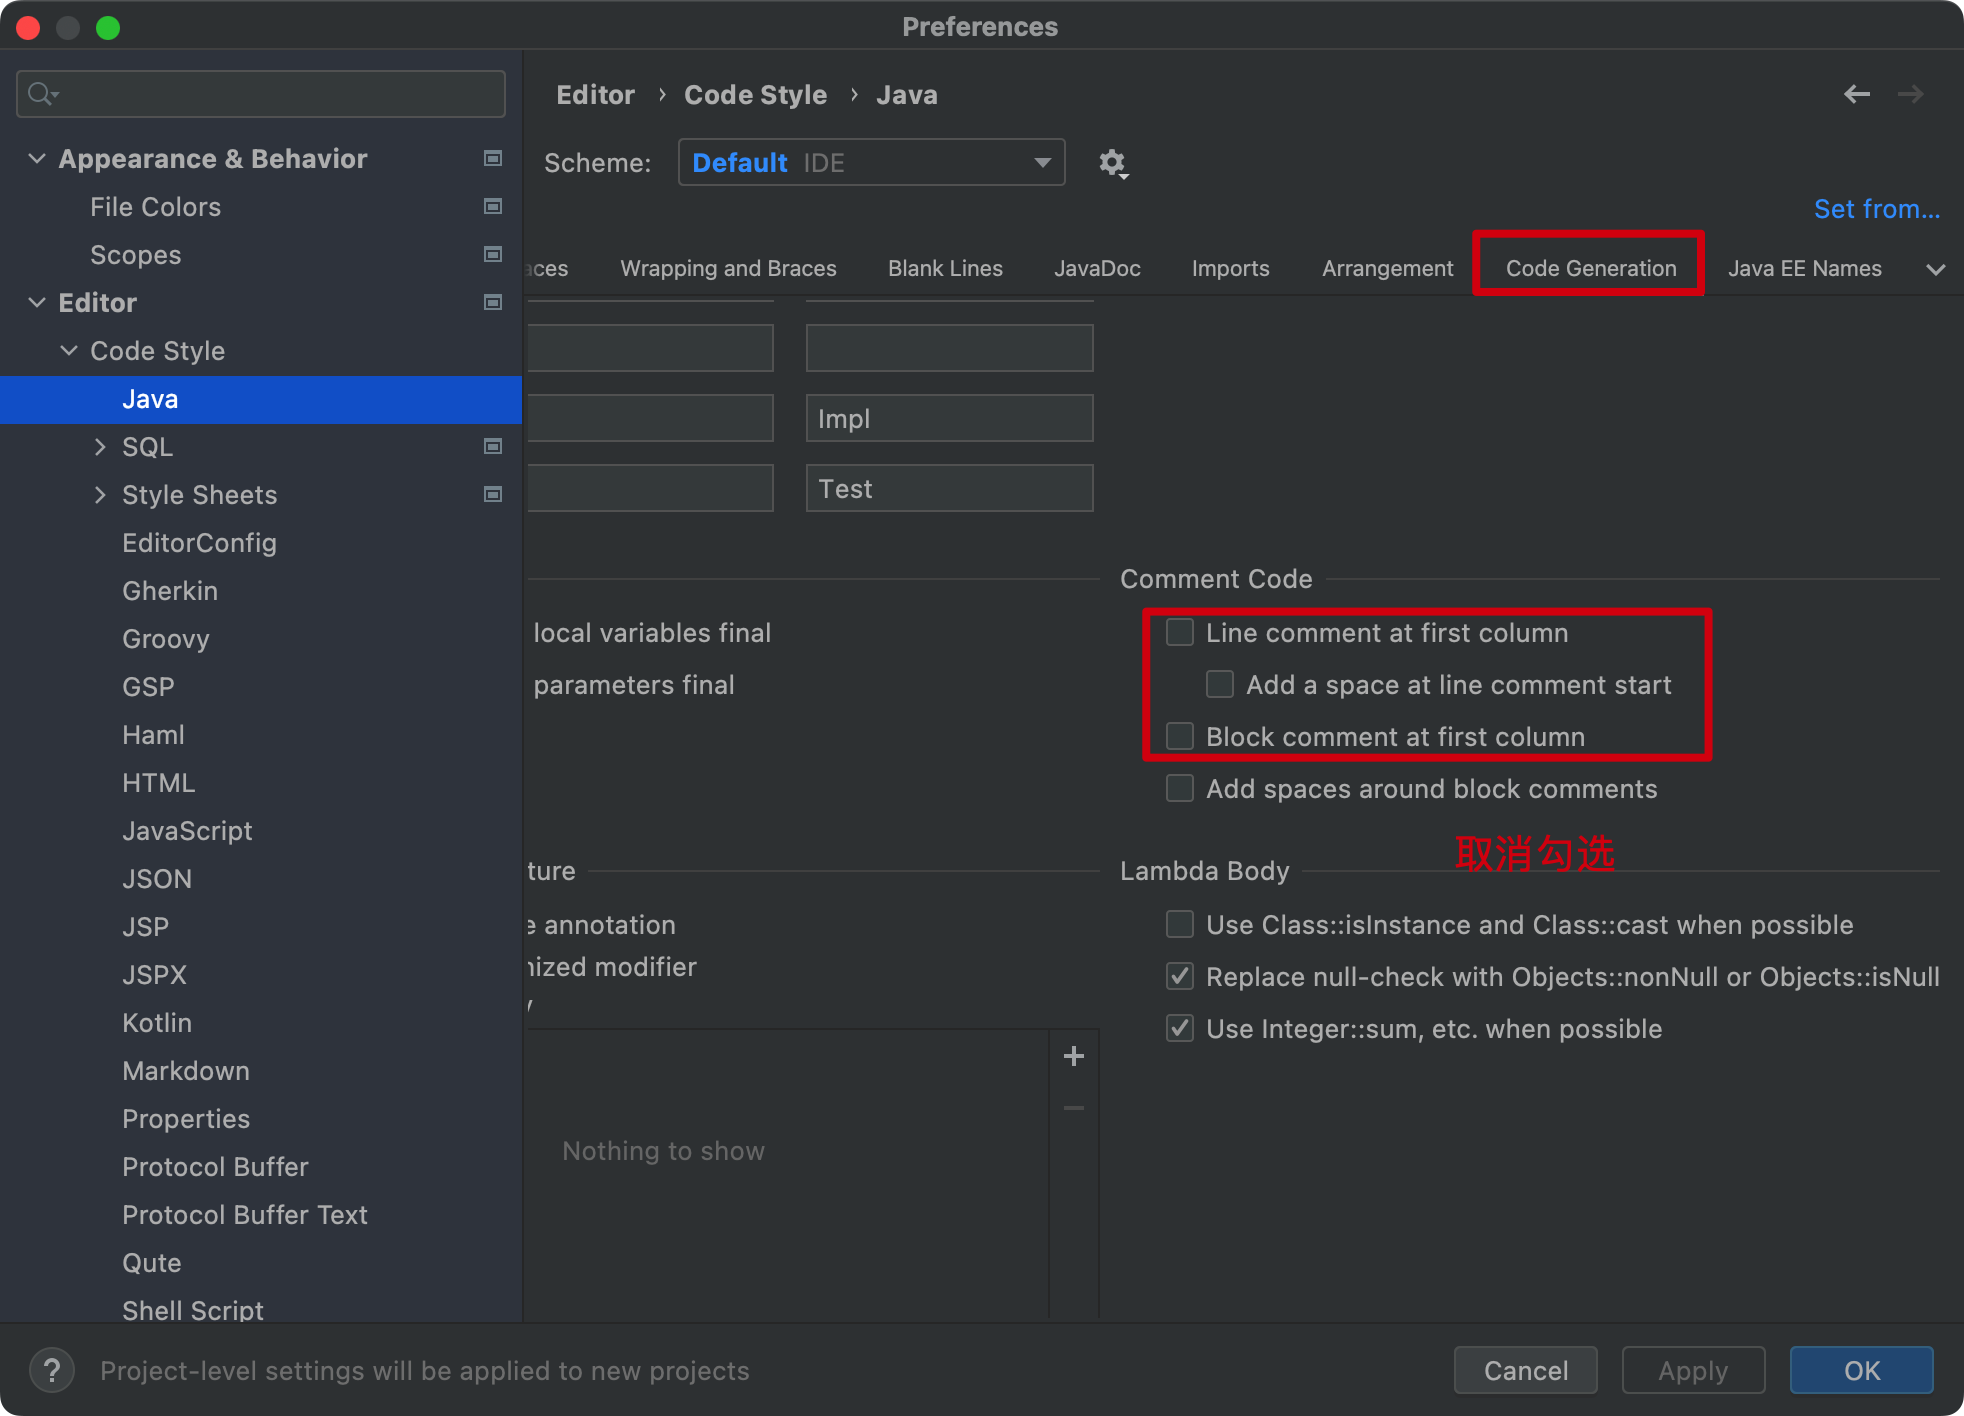 Preferences
Appearance & Behavior
File Colors
Scopes
Editor
Code Style
Java
SQL
Style Sheets
EditorConfig
Gherkin
Groovy
GSP
Haml
HTML
JavaScript
JSON
JSP
JSPX
Kotlin
Markdown
Properties
Protocol Buffer
Protocol Buffer Text
Qute
Shell Script
Editor › Code Style › Java
Scheme: Default IDE
Set from...
aces Wrapping and Braces Blank Lines JavaDoc Imports Arrangement Code Generation Java EE Names
Impl
Test
local variables final
parameters final
Comment Code
Line comment at first column
Add a space at line comment start
Block comment at first column
Add spaces around block comments
取消勾选
ture
e annotation
nized modifier
Nothing to show
Lambda Body
Use Class::isInstance and Class::cast when possible
Replace null-check with Objects::nonNull or Objects::isNull
Use Integer::sum, etc. when possible
? Project-level settings will be applied to new projects
Cancel Apply OK